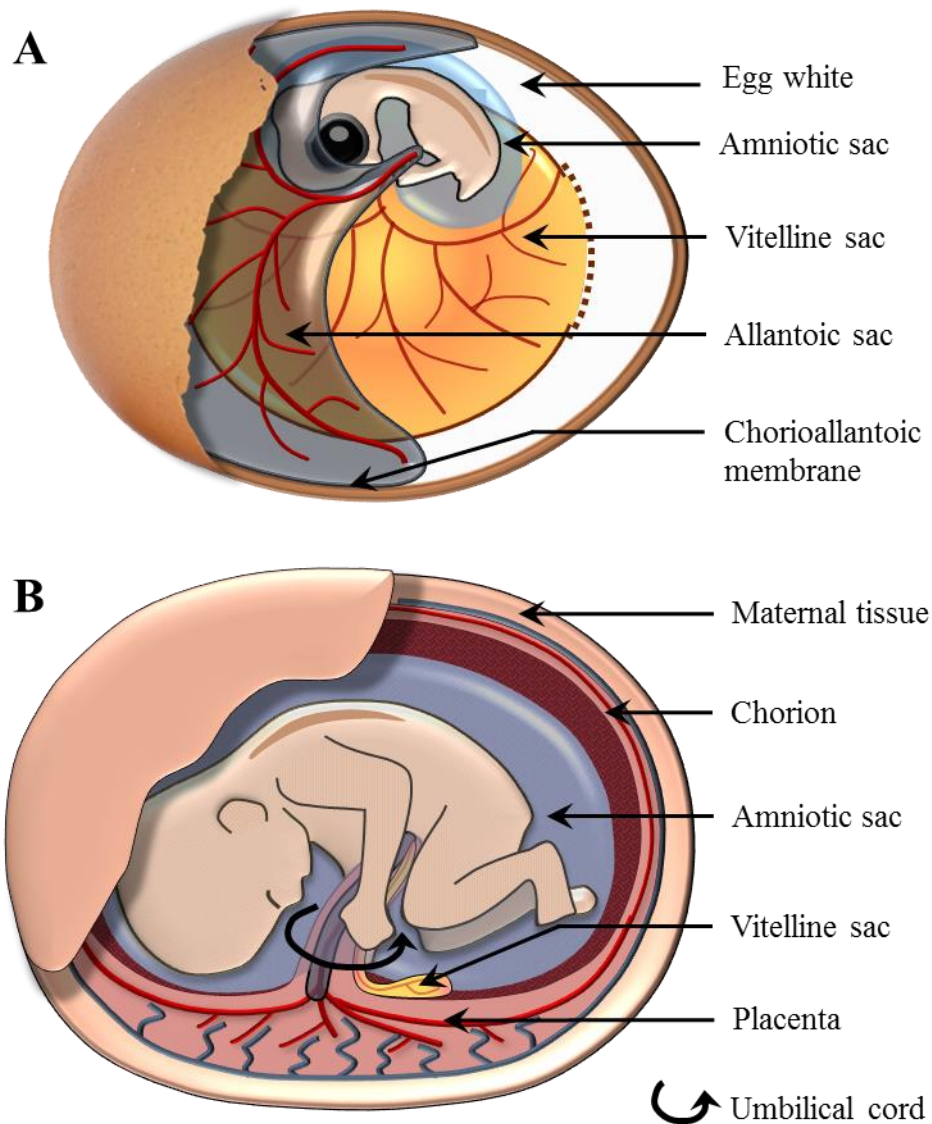 A
Egg white
Amniotic sac
Vitelline sac
Allantoic sac
Chorioallantoic
membrane
B
Maternal tissue
Chorion
Amniotic sac
Vitelline sac
Placenta
Umbilical cord